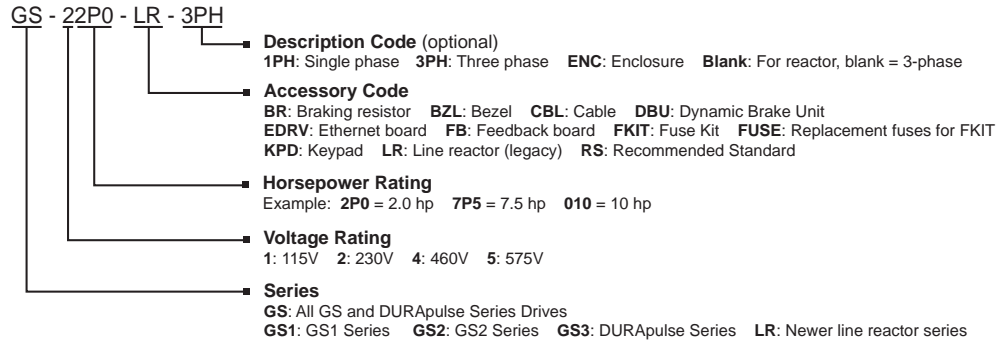 GS - 22P0 - LR - 3PH
Description Code (optional)
1PH: Single phase 3PH: Three phase ENC: Enclosure Blank: For reactor, blank = 3-phase
Accessory Code
BR: Braking resistor BZL: Bezel CBL: Cable DBU: Dynamic Brake Unit
EDRV: Ethernet board FB: Feedback board FKIT: Fuse Kit FUSE: Replacement fuses for FKIT
KPD: Keypad LR: Line reactor (legacy) RS: Recommended Standard
Horsepower Rating
Example: 2P0 = 2.0 hp 7P5 = 7.5 hp 010 = 10 hp
Voltage Rating
1: 115V 2: 230V 4: 460V 5: 575V
Series
GS: All GS and DURApulse Series Drives
GS1: GS1 Series GS2: GS2 Series GS3: DURApulse Series LR: Newer line reactor series